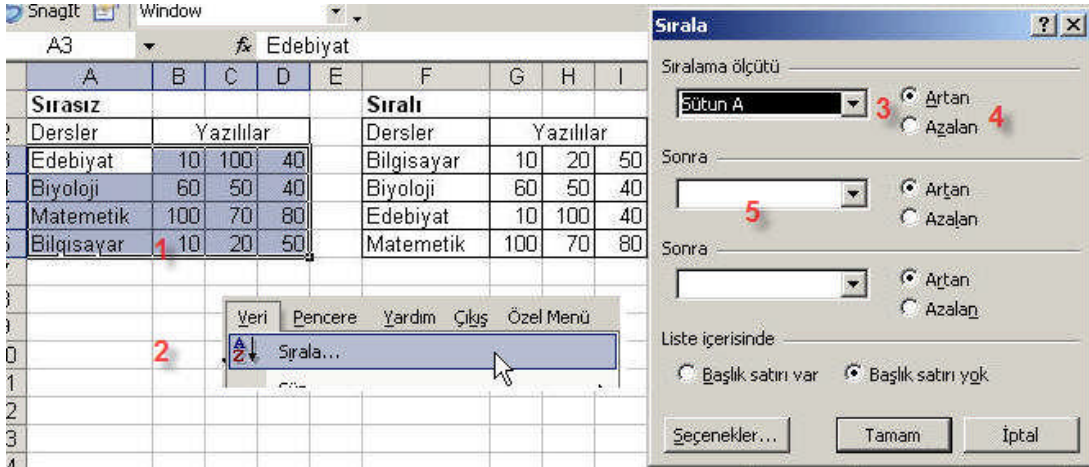 SnagIt Window
A3 fx Edebiyat
A B C D E F G H I
Sırasız Sıralı
Dersler Yazılılar Dersler Yazılılar
Edebiyat 10 100 40 Bilgisayar 10 20 50
Biyoloji 60 50 40 Biyoloji 60 50 40
Matemetik 100 70 80 Edebiyat 10 100 40
Bilgisayar 1 10 20 50 Matemetik 100 70 80
Veri Pencere Yardım Çıkış Özel Menü
2 Sırala...
Sırala
Sıralama ölçütü
Sütun A 3 Artan 4
Azalan
Sonra
5 Artan
Azalan
Sonra
Artan
Azalan
Liste içerisinde
Başlık satırı var Başlık satırı yok
Seçenekler... Tamam İptal